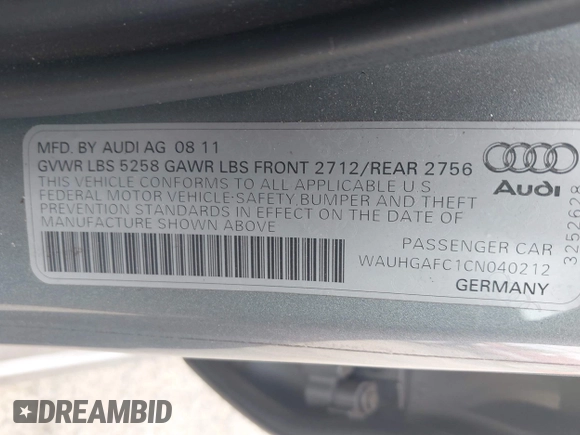 MFD. BY AUDI AG 08 11
GVWR LBS 5258 GAWR LBS FRONT 2712/REAR 2756
THIS VEHICLE CONFORMS TO ALL APPLICABLE U S
FEDERAL MOTOR VEHICLE-SAFETY, BUMPER AND THEFT
PREVENTION STANDARDS IN EFFECT ON THE DATE OF
MANUFACTURE SHOWN ABOVE
Audi
PASSENGER CAR
WAUHGAFC1CN040212
GERMANY
32526229
DREAMBID